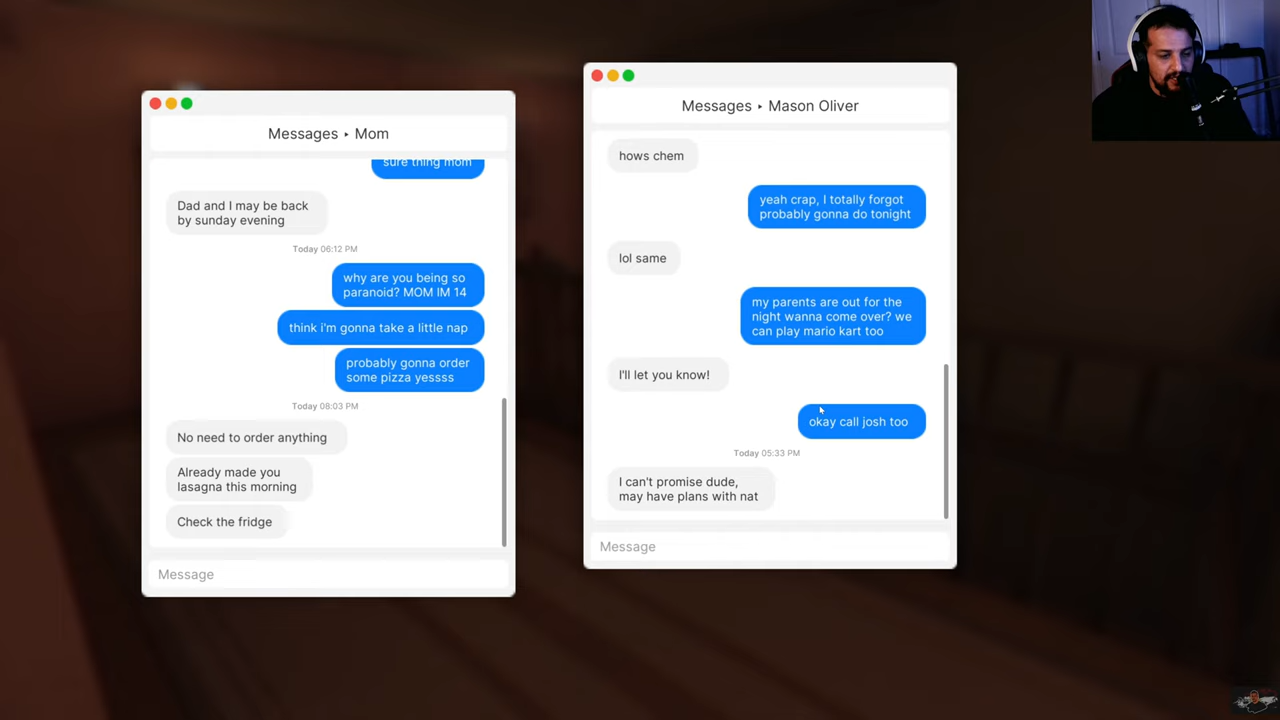 Messages ▸ Mom
sure thing mom
Dad and I may be back
by sunday evening
Today 06:12 PM
why are you being so
paranoid? MOM IM 14
think i'm gonna take a little nap
probably gonna order
some pizza yessss
Today 08:03 PM
No need to order anything
Already made you
lasagna this morning
Check the fridge
Message
Messages ▸ Mason Oliver
hows chem
yeah crap, I totally forgot
probably gonna do tonight
lol same
my parents are out for the
night wanna come over? we
can play mario kart too
I'll let you know!
okay call josh too
Today 05:33 PM
I can't promise dude,
may have plans with nat
Message